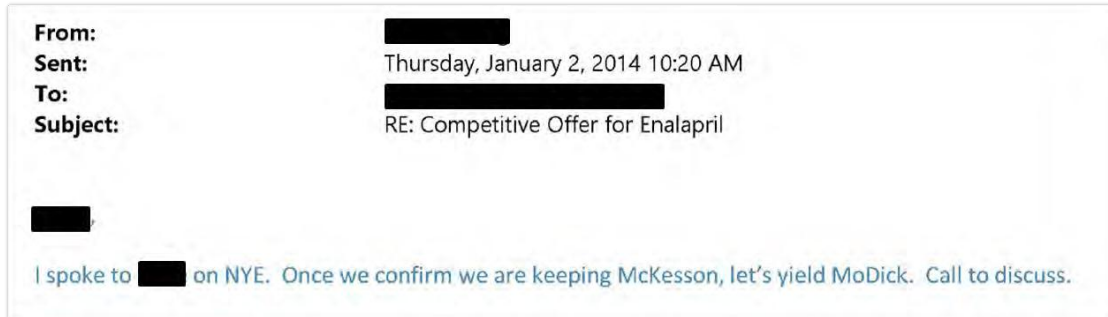 From:
Sent: Thursday, January 2, 2014 10:20 AM
To:
Subject: RE: Competitive Offer for Enalapril
,
I spoke to on NYE. Once we confirm we are keeping McKesson, let's yield MoDick. Call to discuss.